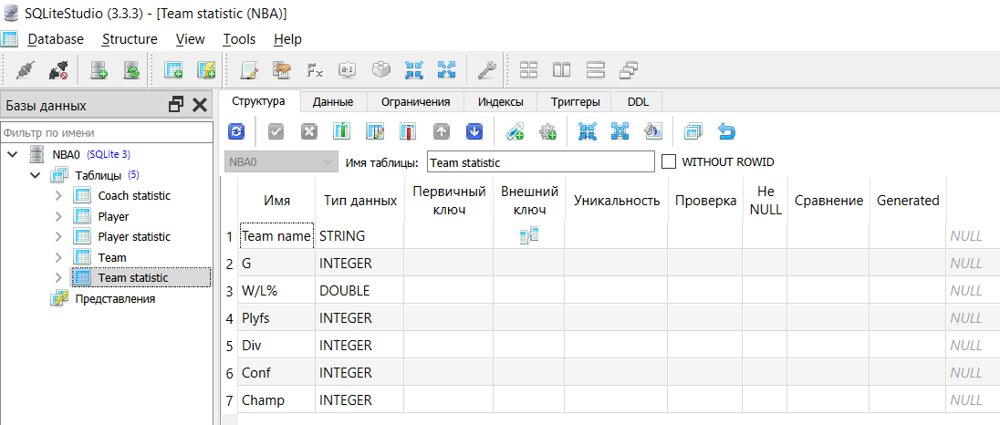 SQLiteStudio (3.3.3) - [Team statistic (NBA)]
Database Structure View Tools Help
Базы данных
Фильтр по имени
NBA0 (SQLite 3)
Таблицы (5)
Coach statistic
Player
Player statistic
Team
Team statistic
Представления
Структура Данные Ограничения Индексы Триггеры DDL
NBA0 Имя таблицы: Team statistic WITHOUT ROWID
Имя Тип данных Первичный ключ Внешний ключ Уникальность Проверка Не NULL Сравнение Generated
1 Team name STRING NULL
2 G INTEGER NULL
3 W/L% DOUBLE NULL
4 Plyfs INTEGER NULL
5 Div INTEGER NULL
6 Conf INTEGER NULL
7 Champ INTEGER NULL